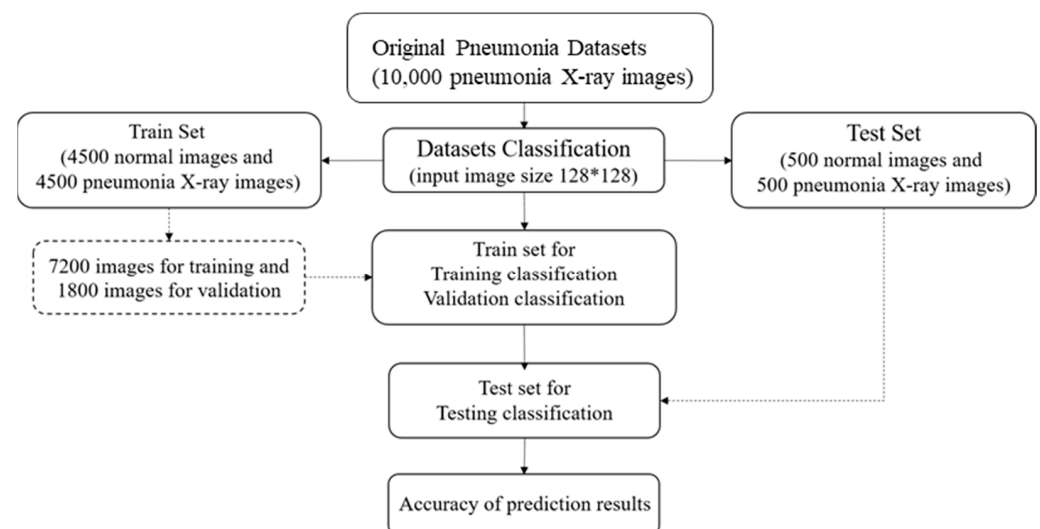 Original Pneumonia Datasets
(10,000 pneumonia X-ray images)
Train Set
(4500 normal images and
4500 pneumonia X-ray images)
Datasets Classification
(input image size 128*128)
Test Set
(500 normal images and
500 pneumonia X-ray images)
7200 images for training and
1800 images for validation
Train set for
Training classification
Validation classification
Test set for
Testing classification
Accuracy of prediction results